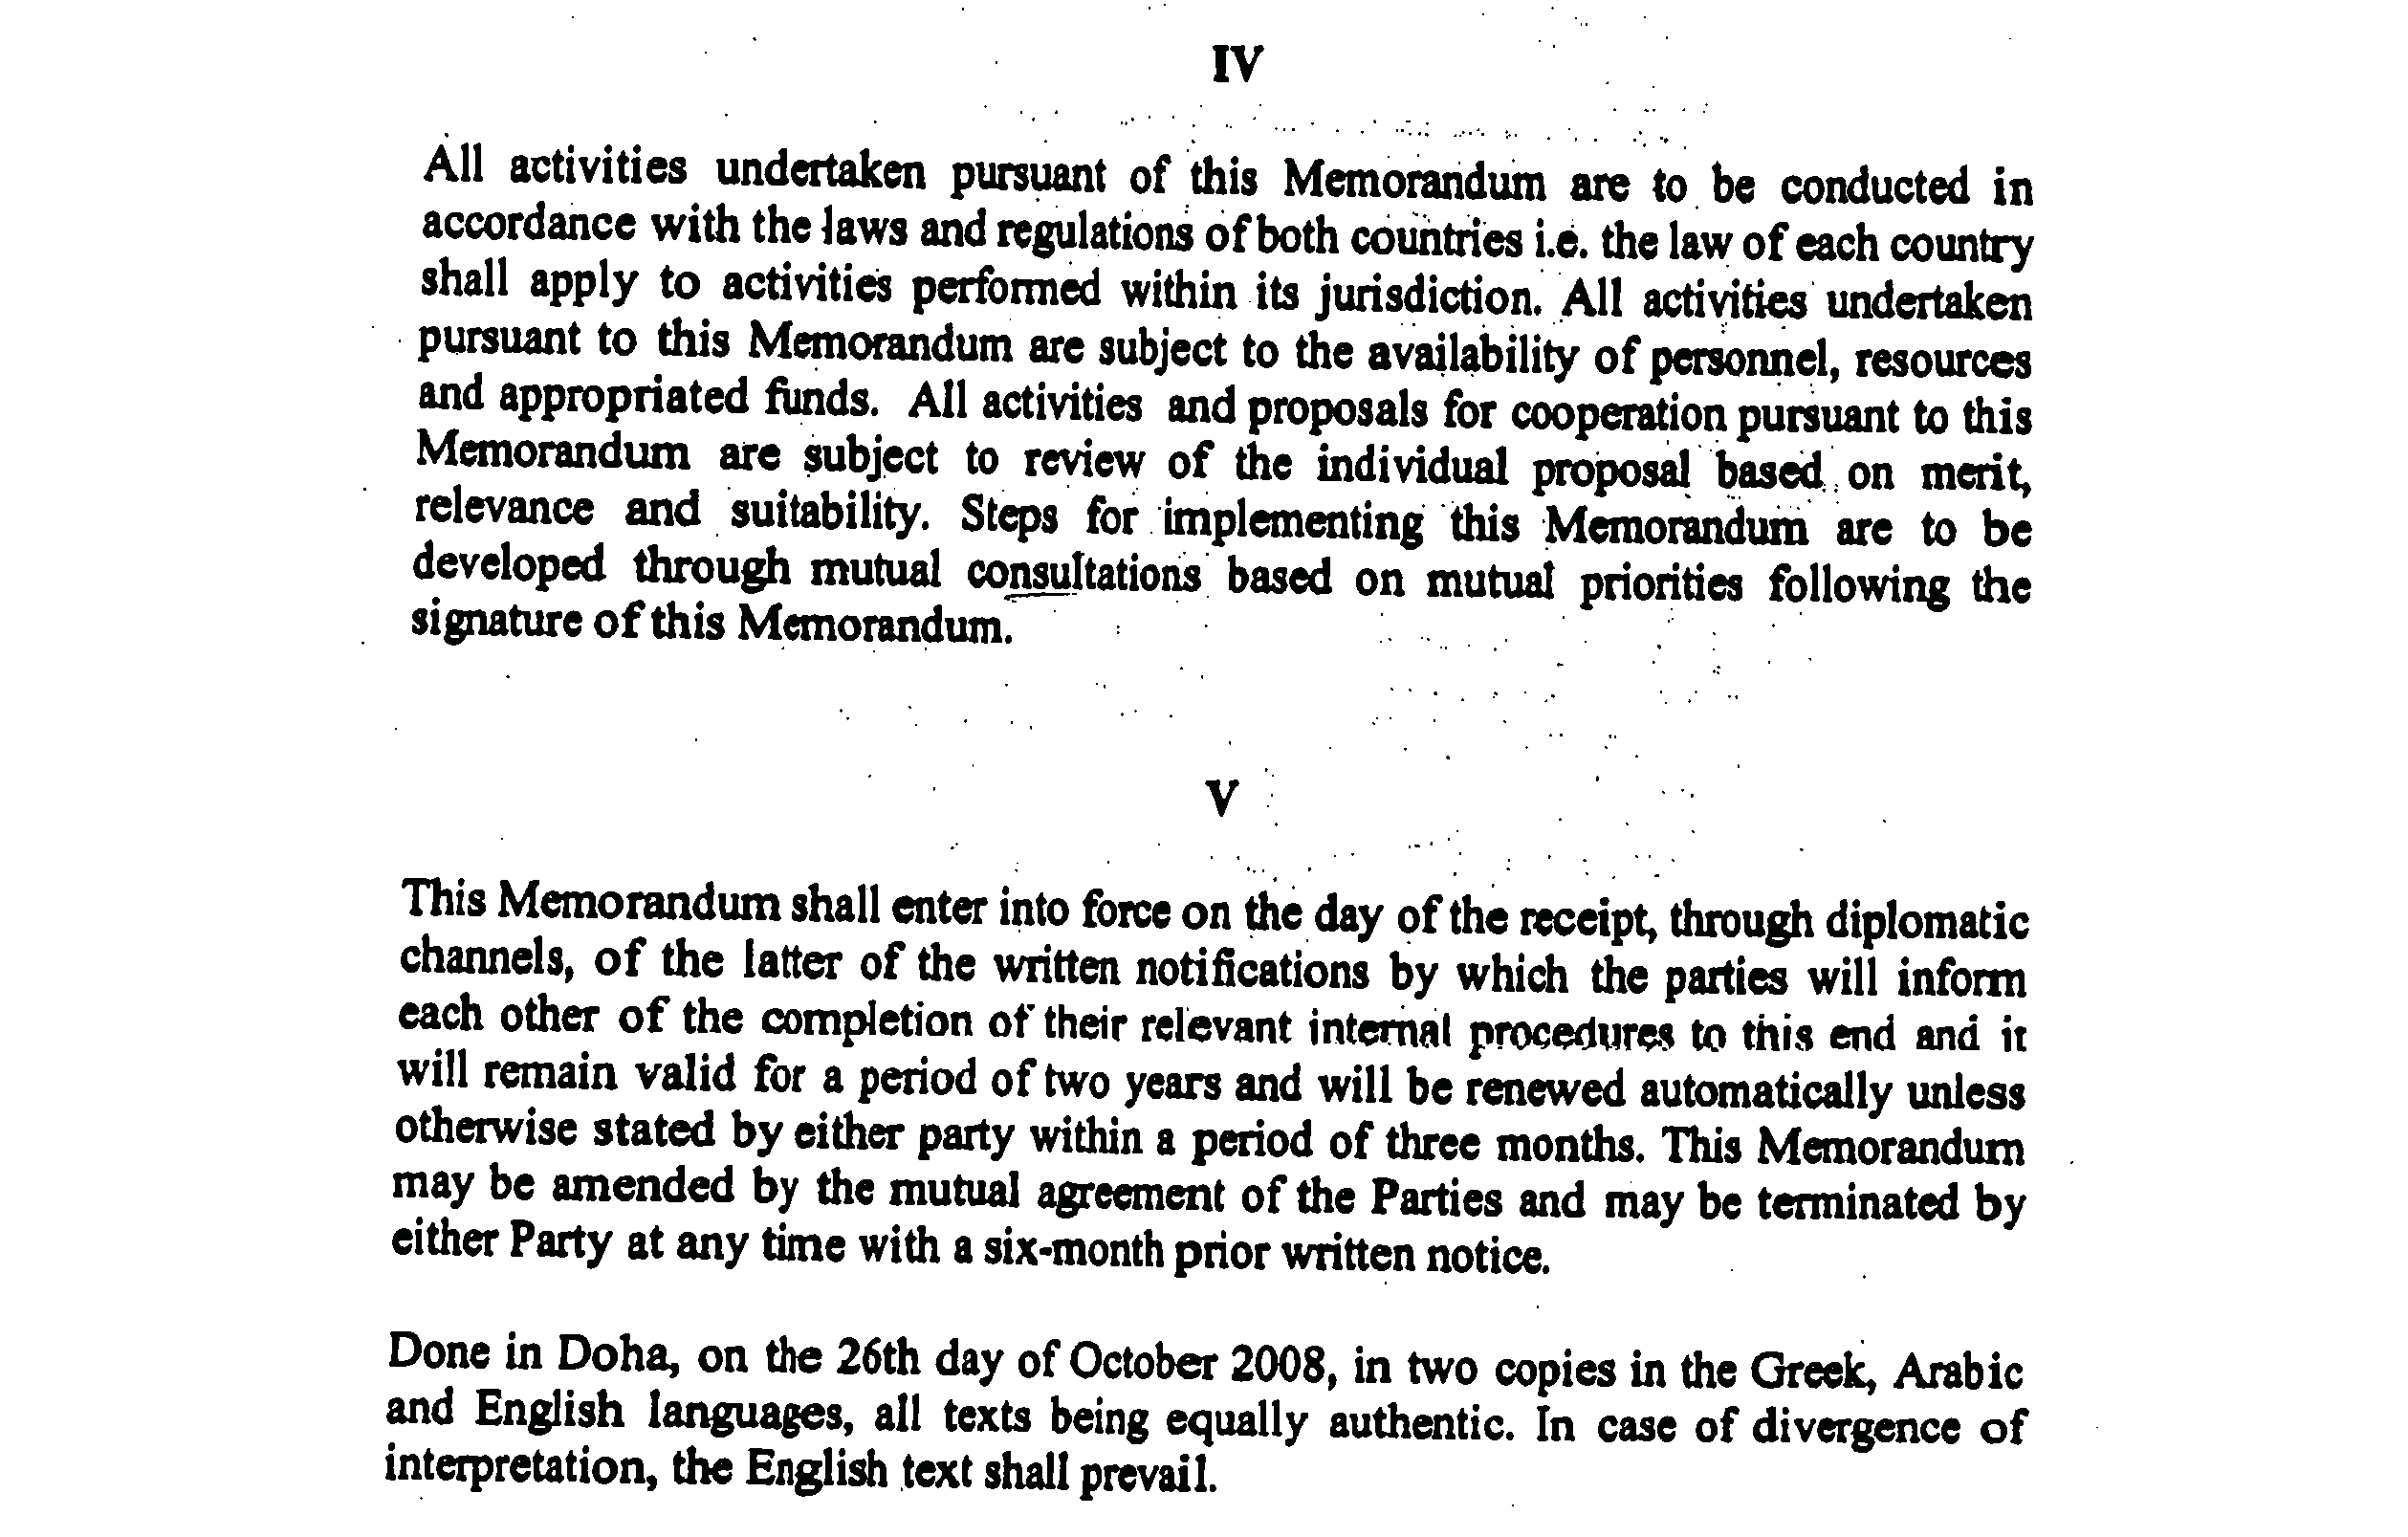 IV
All activities undertaken pursuant of this Memorandum are to be conducted in
accordance with the laws and regulations of both countries i.e. the law of each country
shall apply to activities performed within its jurisdiction. All activities undertaken
pursuant to this Memorandum are subject to the availability of personnel, resources
and appropriated funds. All activities and proposals for cooperation pursuant to this
Memorandum are subject to review of the individual proposal based on merit,
relevance and suitability. Steps for implementing this Memorandum are to be
developed through mutual consultations based on mutual priorities following the
signature of this Memorandum.
V
This Memorandum shall enter into force on the day of the receipt, through diplomatic
channels, of the latter of the written notifications by which the parties will inform
each other of the completion of their relevant internal procedures to this end and it
will remain valid for a period of two years and will be renewed automatically unless
otherwise stated by either party within a period of three months. This Memorandum
may be amended by the mutual agreement of the Parties and may be terminated by
either Party at any time with a six-month prior written notice.
Done in Doha, on the 26th day of October 2008, in two copies in the Greek, Arabic
and English languages, all texts being equally authentic. In case of divergence of
interpretation, the English text shall prevail.